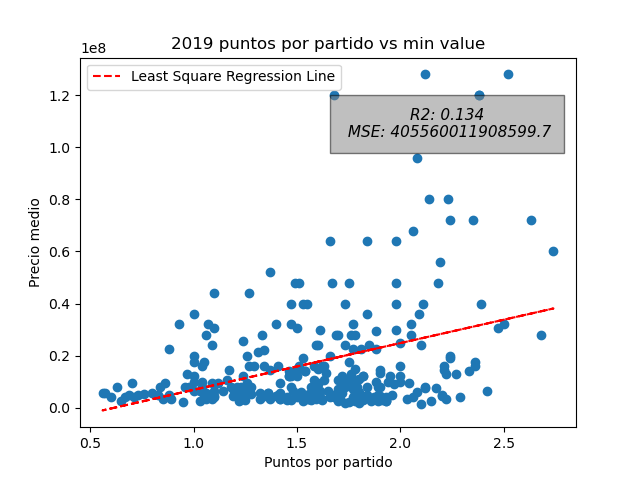 2019 puntos por partido vs min value
1e8
Least Square Regression Line
R2: 0.134
MSE: 405560011908599.7
1.2
1.0
0.8
0.6
0.4
0.2
0.0
Precio medio
0.5 1.0 1.5 2.0 2.5
Puntos por partido